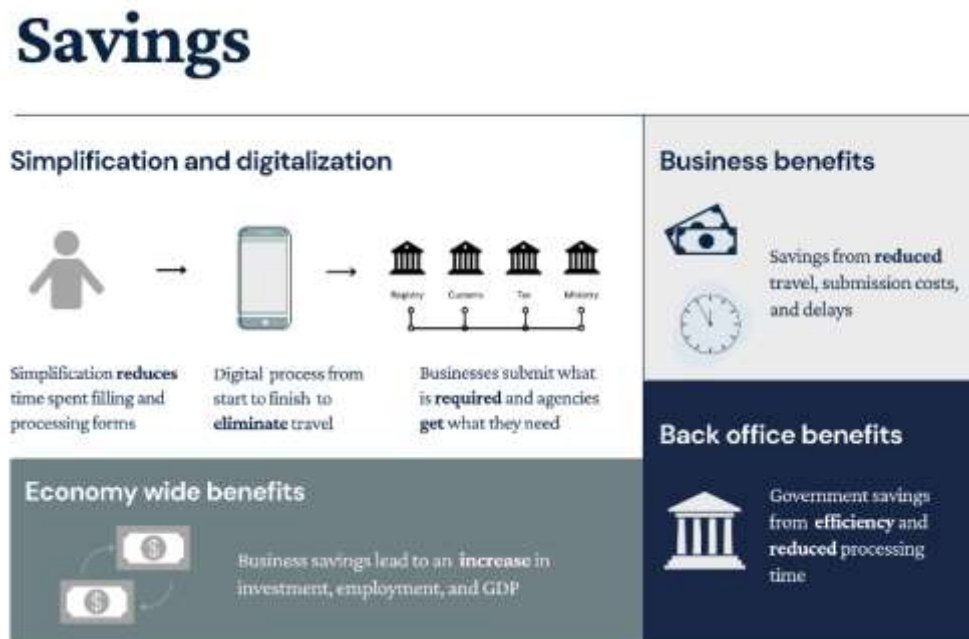 Savings
Simplification and digitalization
Registry
Customs
Tax
Ministry
Simplification reduces
time spent filling and
processing forms
Digital process from
start to finish to
eliminate travel
Businesses submit what
is required and agencies
get what they need
Business benefits
Savings from reduced
travel, submission costs,
and delays
Economy wide benefits
$
$
Business savings lead to an increase in
investment, employment, and GDP
Back office benefits
Government savings
from efficiency and
reduced processing
time